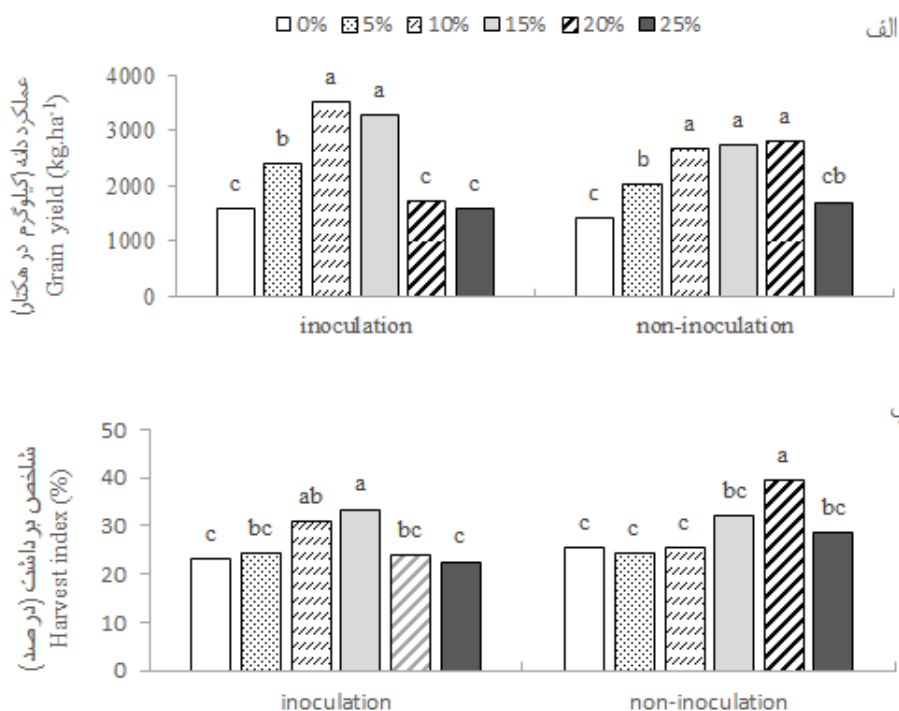 0% 5% 10% 15% 20% 25%
الف
عملکرد دانه (کیلوگرم در هکتار)
Grain yield (kg.ha⁻¹)
4000
3000
2000
1000
0
c b a a c c
c b a a a cb
inoculation non-inoculation
ب
شاخص برداشت (درصد)
Harvest index (%)
50
40
30
20
10
0
c bc ab a bc c
c c c bc a bc
inoculation non-inoculation